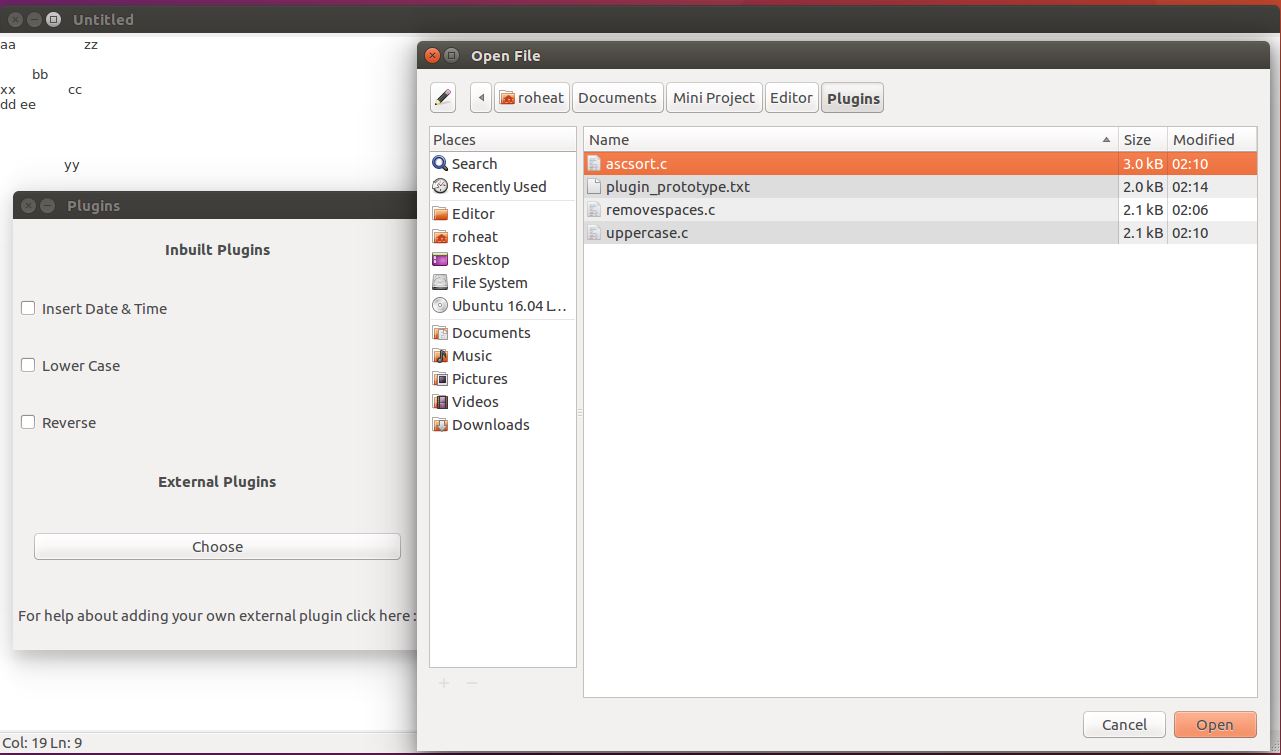 Untitled
aa zz
bb
xx cc
dd ee
yy
Plugins
Inbuilt Plugins
Insert Date & Time
Lower Case
Reverse
External Plugins
Choose
For help about adding your own external plugin click here :
Col: 19 Ln: 9
Open File
roheat Documents Mini Project Editor Plugins
Places
Search
Recently Used
Editor
roheat
Desktop
File System
Ubuntu 16.04 L...
Documents
Music
Pictures
Videos
Downloads
Name Size Modified
ascsort.c 3.0 kB 02:10
plugin_prototype.txt 2.0 kB 02:14
removespaces.c 2.1 kB 02:06
uppercase.c 2.1 kB 02:10
Cancel Open